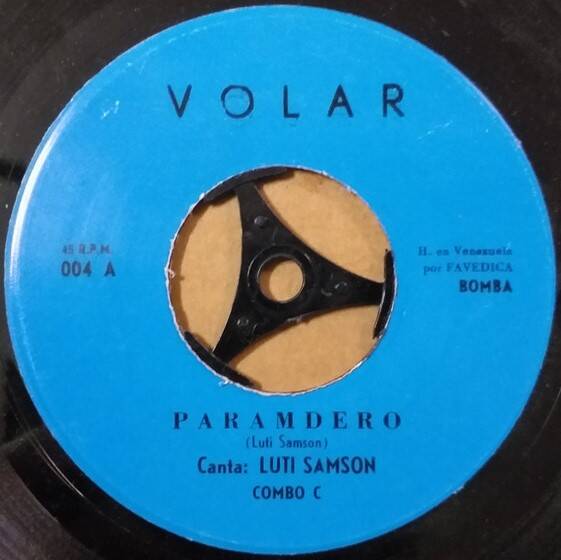 VOLAR
45 R.P.M.
004 A
H. en Venezuela
por FAVEDICA
BOMBA
PARAMDERO
(Luti Samson)
Canta: LUTI SAMSON
COMBO C